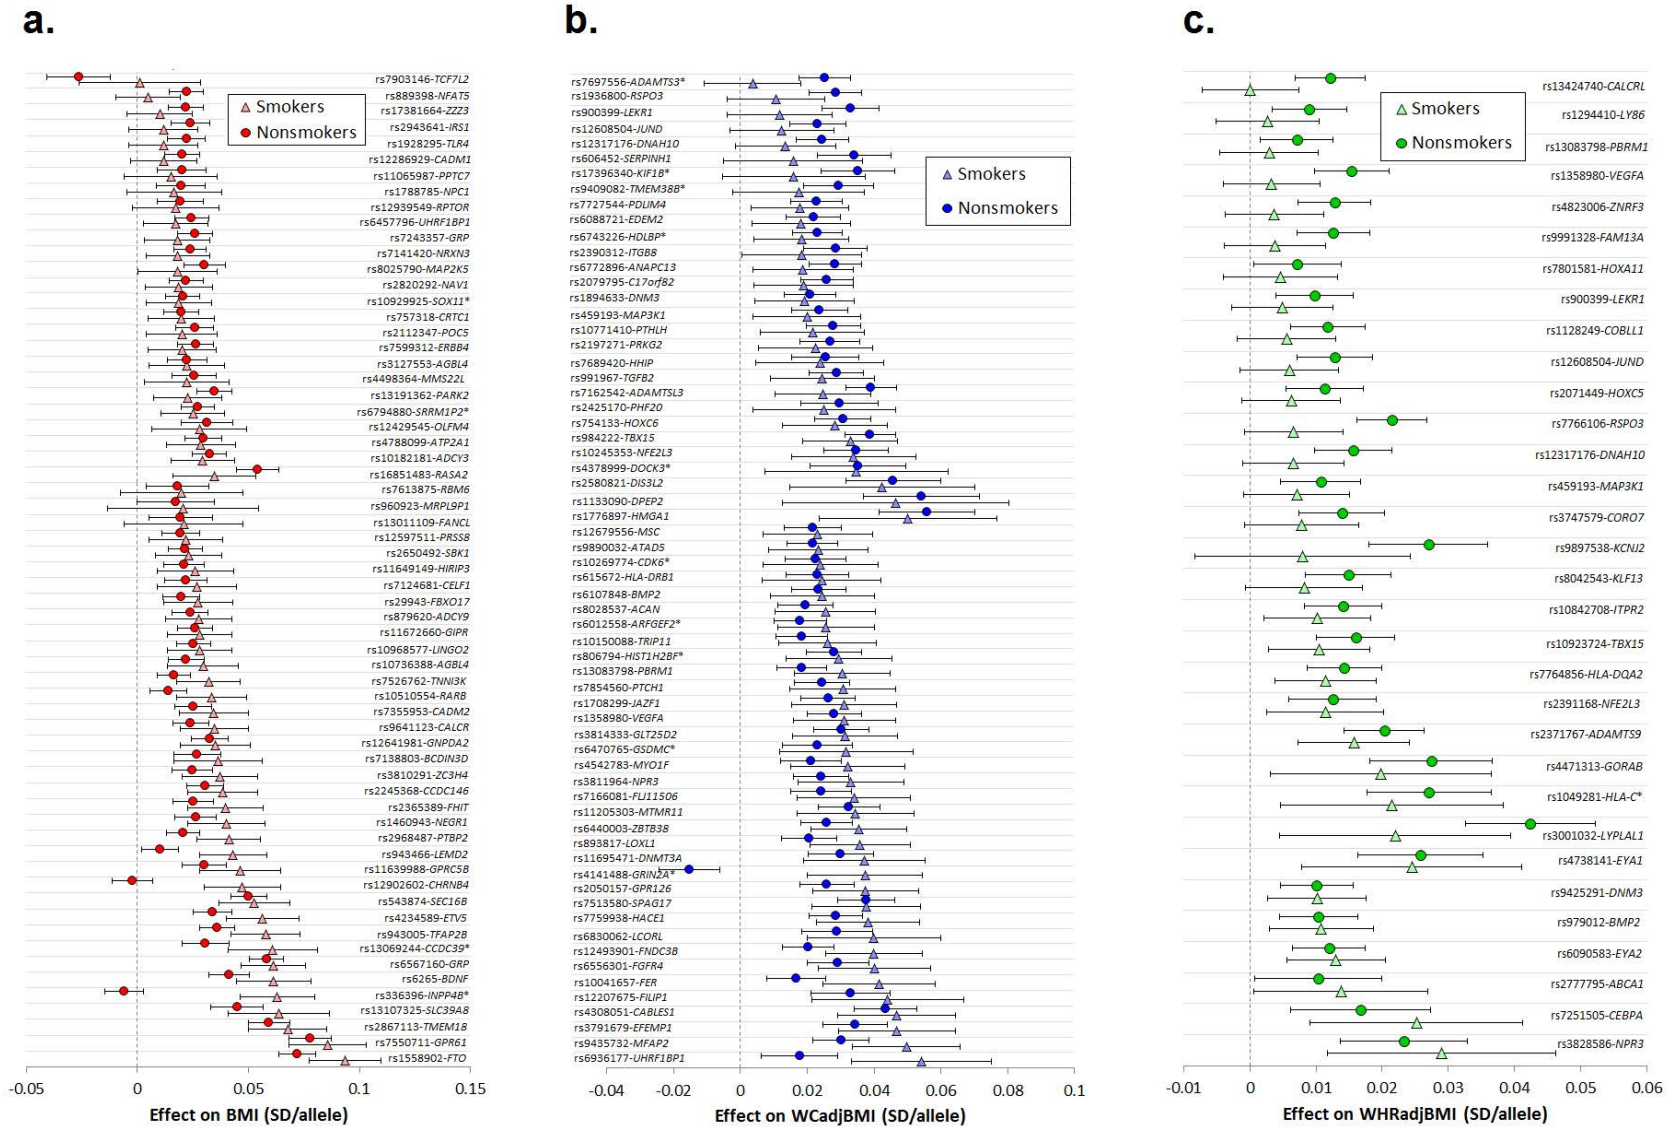 a.
rs7903146-TCF7L2
rs889398-NFAT5
rs17381664-ZZZ3
rs2943641-IRS1
rs1928295-TLR4
rs12286929-CADM1
rs11065987-PPTC7
rs1788785-NPC1
rs12939549-RPTOR
rs6457796-UHRF1BP1
rs7243357-GRP
rs7141420-NRXN3
rs8025790-MAP2K5
rs2820292-NAV1
rs10929925-SOX11*
rs757318-CRTC1
rs2112347-POC5
rs7599312-ERBB4
rs3127553-AGBL4
rs4498364-MMS22L
rs13191362-PARK2
rs6794880-SRRM1P2*
rs12429545-OLFM4
rs4788099-ATP2A1
rs10182181-ADCY3
rs16851483-RASA2
rs7613875-RBM6
rs960923-MRPL9P1
rs13011109-FANCL
rs12597511-PRSS8
rs2650492-SBK1
rs11649149-HIRIP3
rs7124681-CELF1
rs29943-FBXO17
rs879620-ADCY9
rs11672660-GIPR
rs10968577-LINGO2
rs10736388-AGBL4
rs7526762-TNNI3K
rs10510554-RARB
rs7355953-CADM2
rs9641123-CALCR
rs12641981-GNPDA2
rs7138803-BCDIN3D
rs3810291-ZC3H4
rs2245368-CCDC146
rs2365389-FHIT
rs1460943-NEGR1
rs2968487-PTBP2
rs943466-LEMD2
rs11639988-GPRC5B
rs12902602-CHRNB4
rs543874-SEC16B
rs4234589-ETV5
rs943005-TFAP2B
rs13069244-CCDC39*
rs6567160-GRP
rs6265-BDNF
rs336396-INPP4B*
rs13107325-SLC39A8
rs2867113-TMEM18
rs7550711-GPR61
rs1558902-FTO
Smokers
Nonsmokers
-0.05 0 0.05 0.1 0.15
Effect on BMI (SD/allele)
b.
rs7697556-ADAMTS3*
rs1936800-RSPO3
rs900399-LEKR1
rs12608504-JUND
rs12317176-DNAH10
rs606452-SERPINH1
rs17396340-KIF1B*
rs9409082-TMEM38B*
rs7727544-PDLIM4
rs6088721-EDEM2
rs6743226-HDLBP*
rs2390312-ITGB8
rs6772896-ANAPC13
rs2079795-C17orf82
rs1894633-DNM3
rs459193-MAP3K1
rs10771410-PTHLH
rs2197271-PRKG2
rs7689420-HHIP
rs991967-TGFB2
rs7162542-ADAMTSL3
rs2425170-PHF20
rs754133-HOXC6
rs984222-TBX15
rs10245353-NFE2L3
rs4378999-DOCK3*
rs2580821-DIS3L2
rs1133090-DPEP2
rs1776897-HMGA1
rs12679556-MSC
rs9890032-ATAD5
rs10269774-CDK6*
rs615672-HLA-DRB1
rs6107848-BMP2
rs8028537-ACAN
rs6012558-ARFGEF2*
rs10150088-TRIP11
rs806794-HIST1H2BF*
rs13083798-PBRM1
rs7854560-PTCH1
rs1708299-JAZF1
rs1358980-VEGFA
rs3814333-GLT25D2
rs6470765-GSDMC*
rs4542783-MYO1F
rs3811964-NPR3
rs7166081-FLJ11506
rs11205303-MTMR11
rs6440003-ZBTB38
rs893817-LOXL1
rs11695471-DNMT3A
rs4141488-GRIN2A*
rs2050157-GPR126
rs7513580-SPAG17
rs7759938-HACE1
rs6830062-LCORL
rs12493901-FNDC3B
rs6556301-FGFR4
rs10041657-FER
rs12207675-FILIP1
rs4308051-CABLES1
rs3791679-EFEMP1
rs9435732-MFAP2
rs6936177-UHRF1BP1
Smokers
Nonsmokers
-0.04 -0.02 0 0.02 0.04 0.06 0.08 0.1
Effect on WCadjBMI (SD/allele)
c.
rs13424740-CALCRL
rs1294410-LY86
rs13083798-PBRM1
rs1358980-VEGFA
rs4823006-ZNRF3
rs9991328-FAM13A
rs7801581-HOXA11
rs900399-LEKR1
rs1128249-COBLL1
rs12608504-JUND
rs2071449-HOXC5
rs7766106-RSPO3
rs12317176-DNAH10
rs459193-MAP3K1
rs3747579-CORO7
rs9897538-KCNJ2
rs8042543-KLF13
rs10842708-ITPR2
rs10923724-TBX15
rs7764856-HLA-DQA2
rs2391168-NFE2L3
rs2371767-ADAMTS9
rs4471313-GORAB
rs1049281-HLA-C*
rs3001032-LYPLAL1
rs4738141-EYA1
rs9425291-DNM3
rs979012-BMP2
rs6090583-EYA2
rs2777795-ABCA1
rs7251505-CEBPA
rs3828586-NPR3
Smokers
Nonsmokers
-0.01 0 0.01 0.02 0.03 0.04 0.05 0.06
Effect on WHRadjBMI (SD/allele)